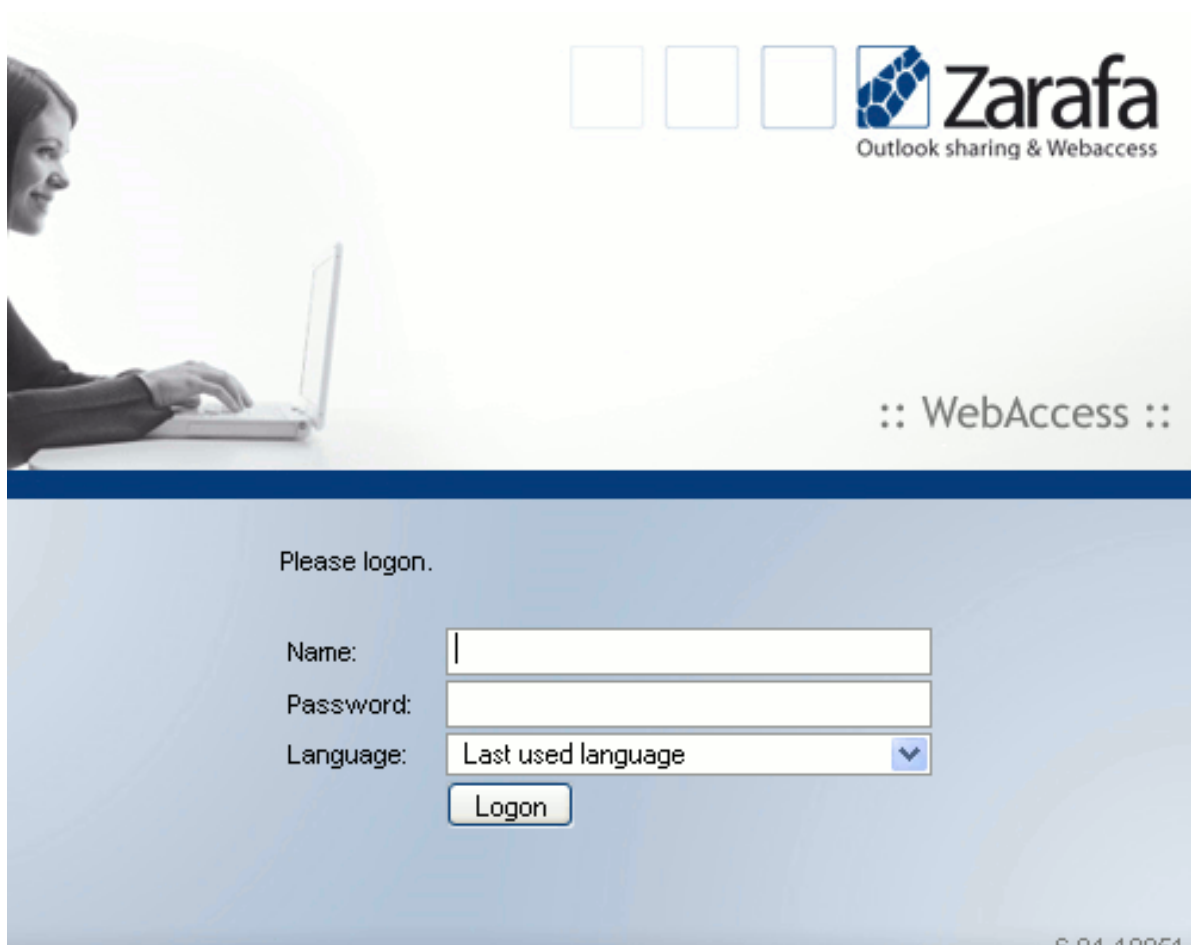 Zarafa
Outlook sharing & Webaccess
:: WebAccess ::
Please logon.
Name:
Password:
Language: Last used language
Logon